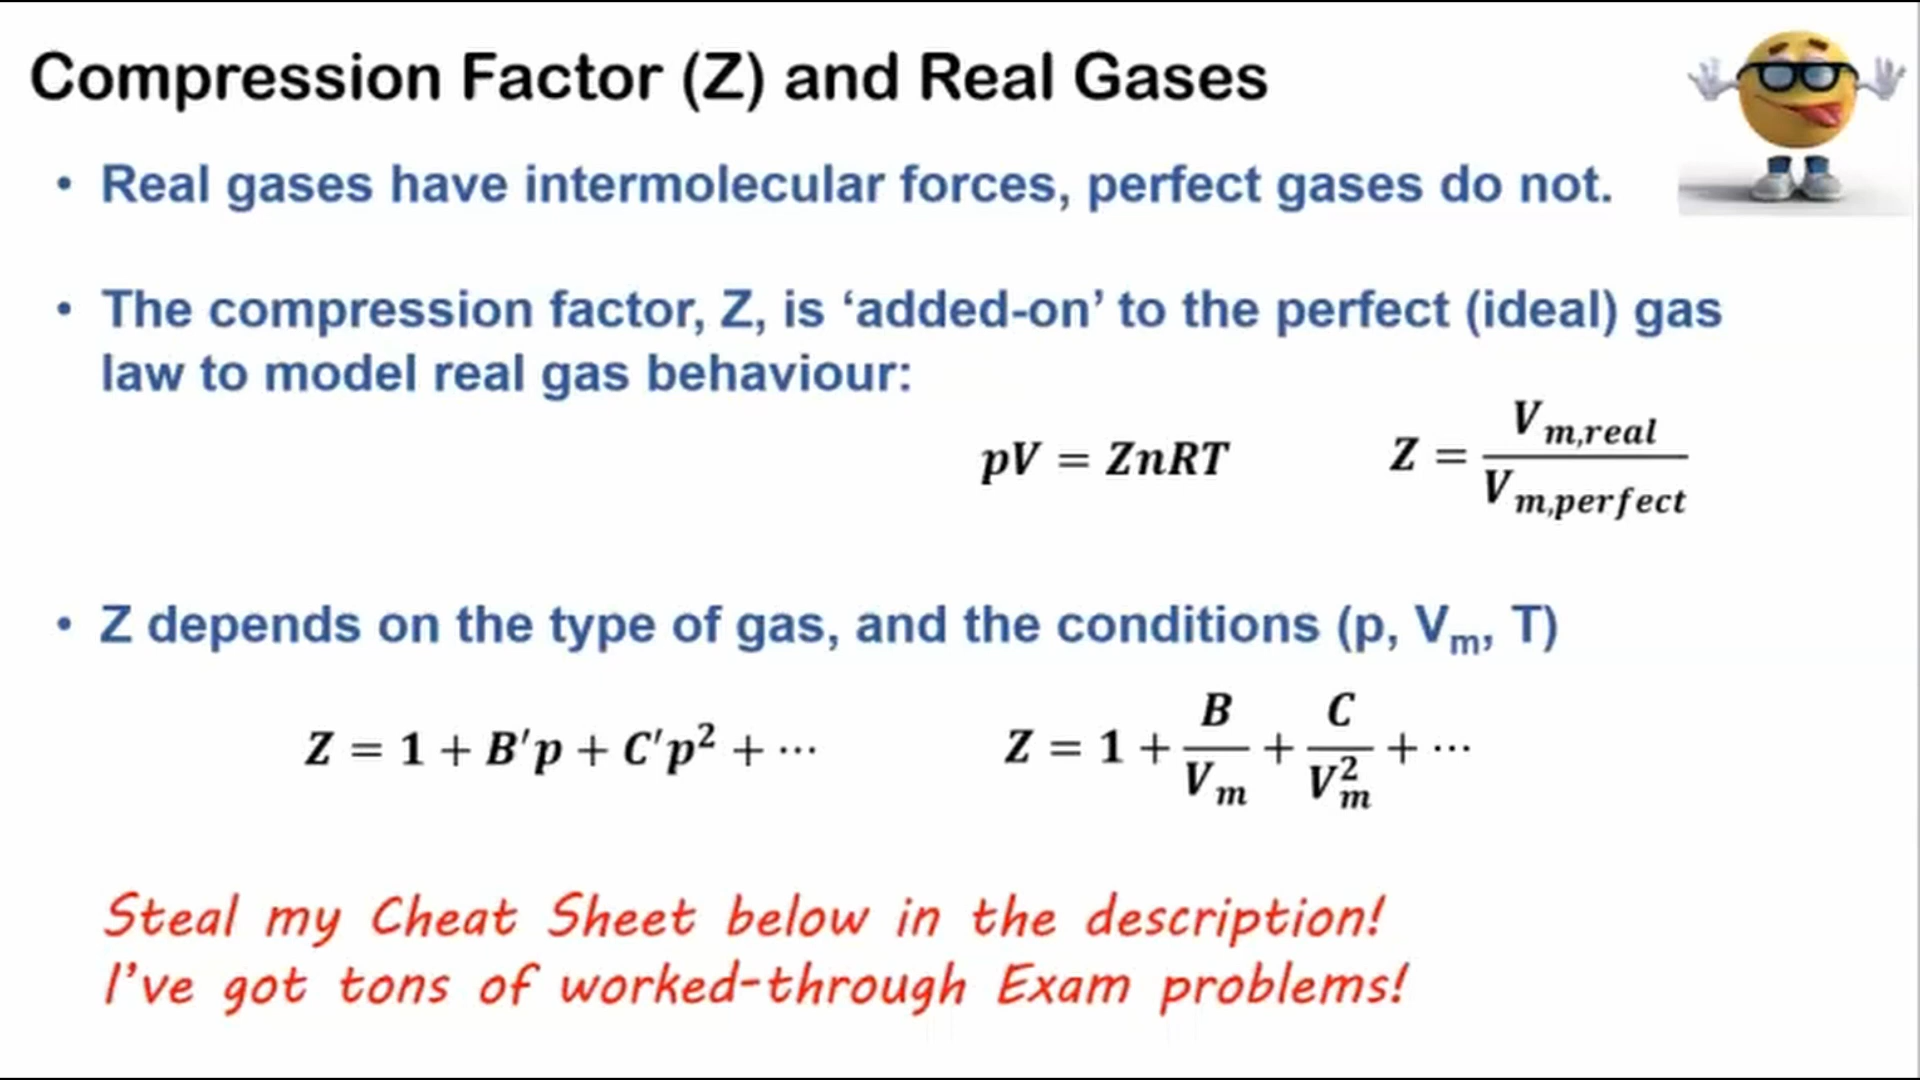 Compression Factor (Z) and Real Gases
• Real gases have intermolecular forces, perfect gases do not.
• The compression factor, Z, is ‘added-on’ to the perfect (ideal) gas
law to model real gas behaviour:
pV = ZnRT    Z = V_{m,real} / V_{m,perfect}
• Z depends on the type of gas, and the conditions (p, V_m, T)
Z = 1 + B′p + C′p² + ⋯    Z = 1 + B/V_m + C/V_m² + ⋯
Steal my Cheat Sheet below in the description!
I’ve got tons of worked-through Exam problems!